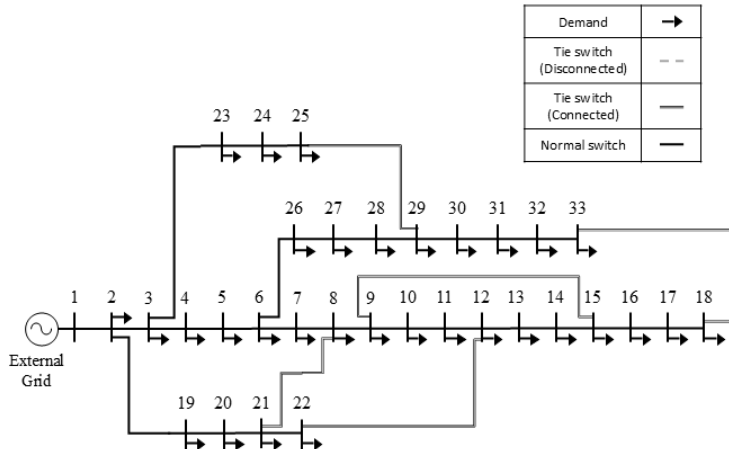 Demand
Tie switch
(Disconnected)
Tie switch
(Connected)
Normal switch
23 24 25
26 27 28 29 30 31 32 33
1 2 3 4 5 6 7 8 9 10 11 12 13 14 15 16 17 18
External
Grid
19 20 21 22